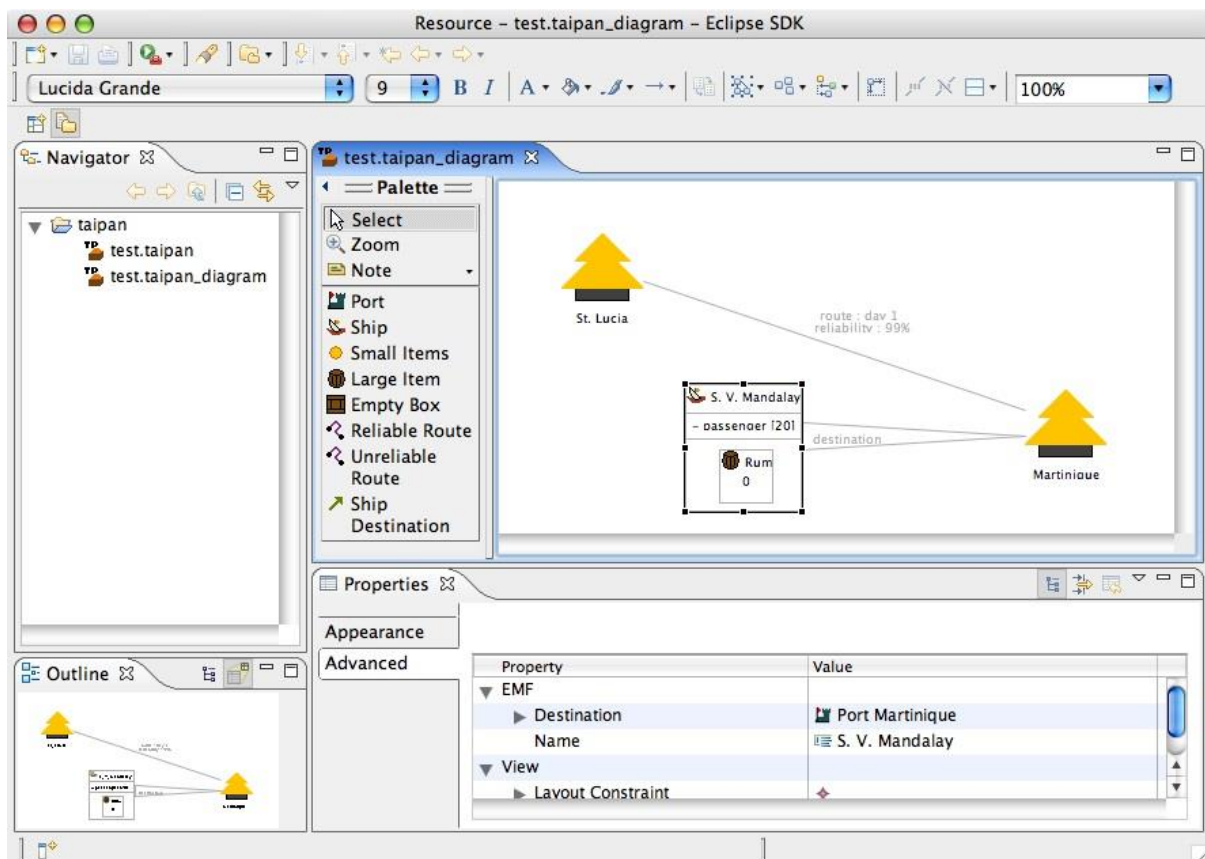 Resource – test.taipan_diagram – Eclipse SDK
Lucida Grande
9
B I
A
100%
Navigator
taipan
test.taipan
test.taipan_diagram
test.taipan_diagram
Palette
Select
Zoom
Note
Port
Ship
Small Items
Large Item
Empty Box
Reliable Route
Unreliable
Route
Ship
Destination
St. Lucia
route : day 1
reliability : 99%
S. V. Mandalay
– passenger [20]
Rum
0
destination
Martinique
Properties
Appearance
Advanced
Property Value
EMF
Destination Port Martinique
Name S. V. Mandalay
View
Layout Constraint
Outline